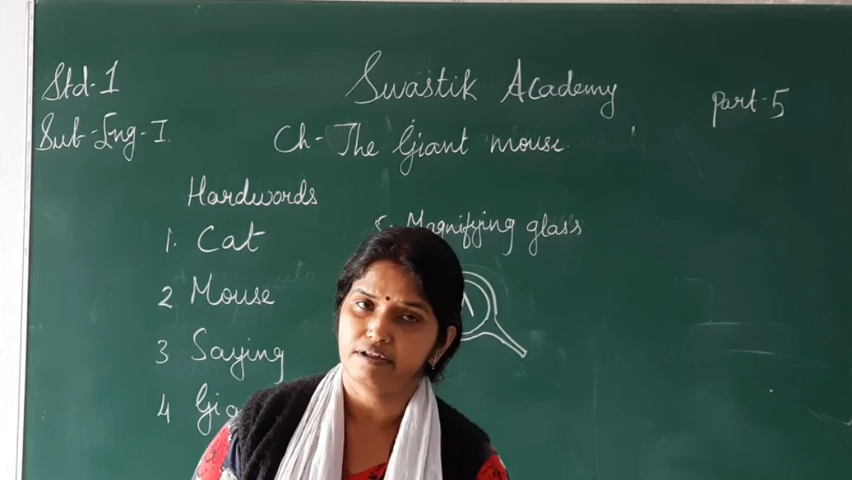 Std-1
Swastik Academy
Part-5
Sub-Eng-I
Ch- The Giant mouse.
Hardwords
1. Cat
5. Magnifying glass
2 Mouse
3 Saying
4